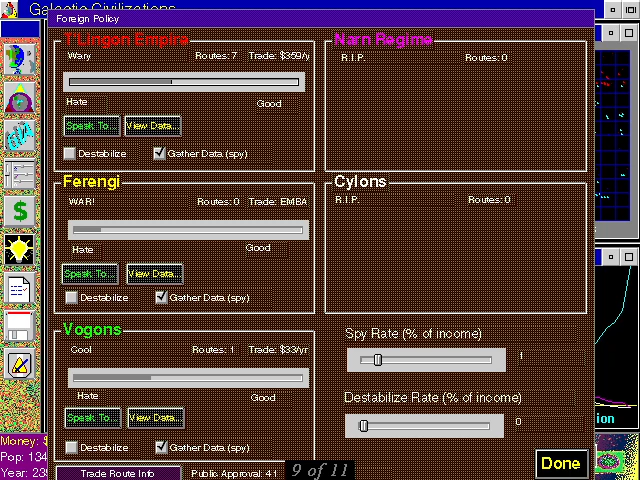 Galactic Civilizations
Foreign Policy
T'Lingon Empire
Wary Routes: 7 Trade: $359/y
Hate Good
Speak To... View Data...
Destabilize Gather Data (spy)
Narn Regime
R.I.P. Routes: 0
Ferengi
WAR! Routes: 0 Trade: EMBA
Hate Good
Speak To... View Data...
Destabilize Gather Data (spy)
Cylons
R.I.P. Routes: 0
Vogons
Cool Routes: 1 Trade: $33/yr
Hate Good
Speak To... View Data...
Destabilize Gather Data (spy)
Spy Rate (% of income)
1
Destabilize Rate (% of income)
0
Trade Route Info Public Approval: 41
9 of 11
Done
Money: $
Pop: 134
Year: 23
ion